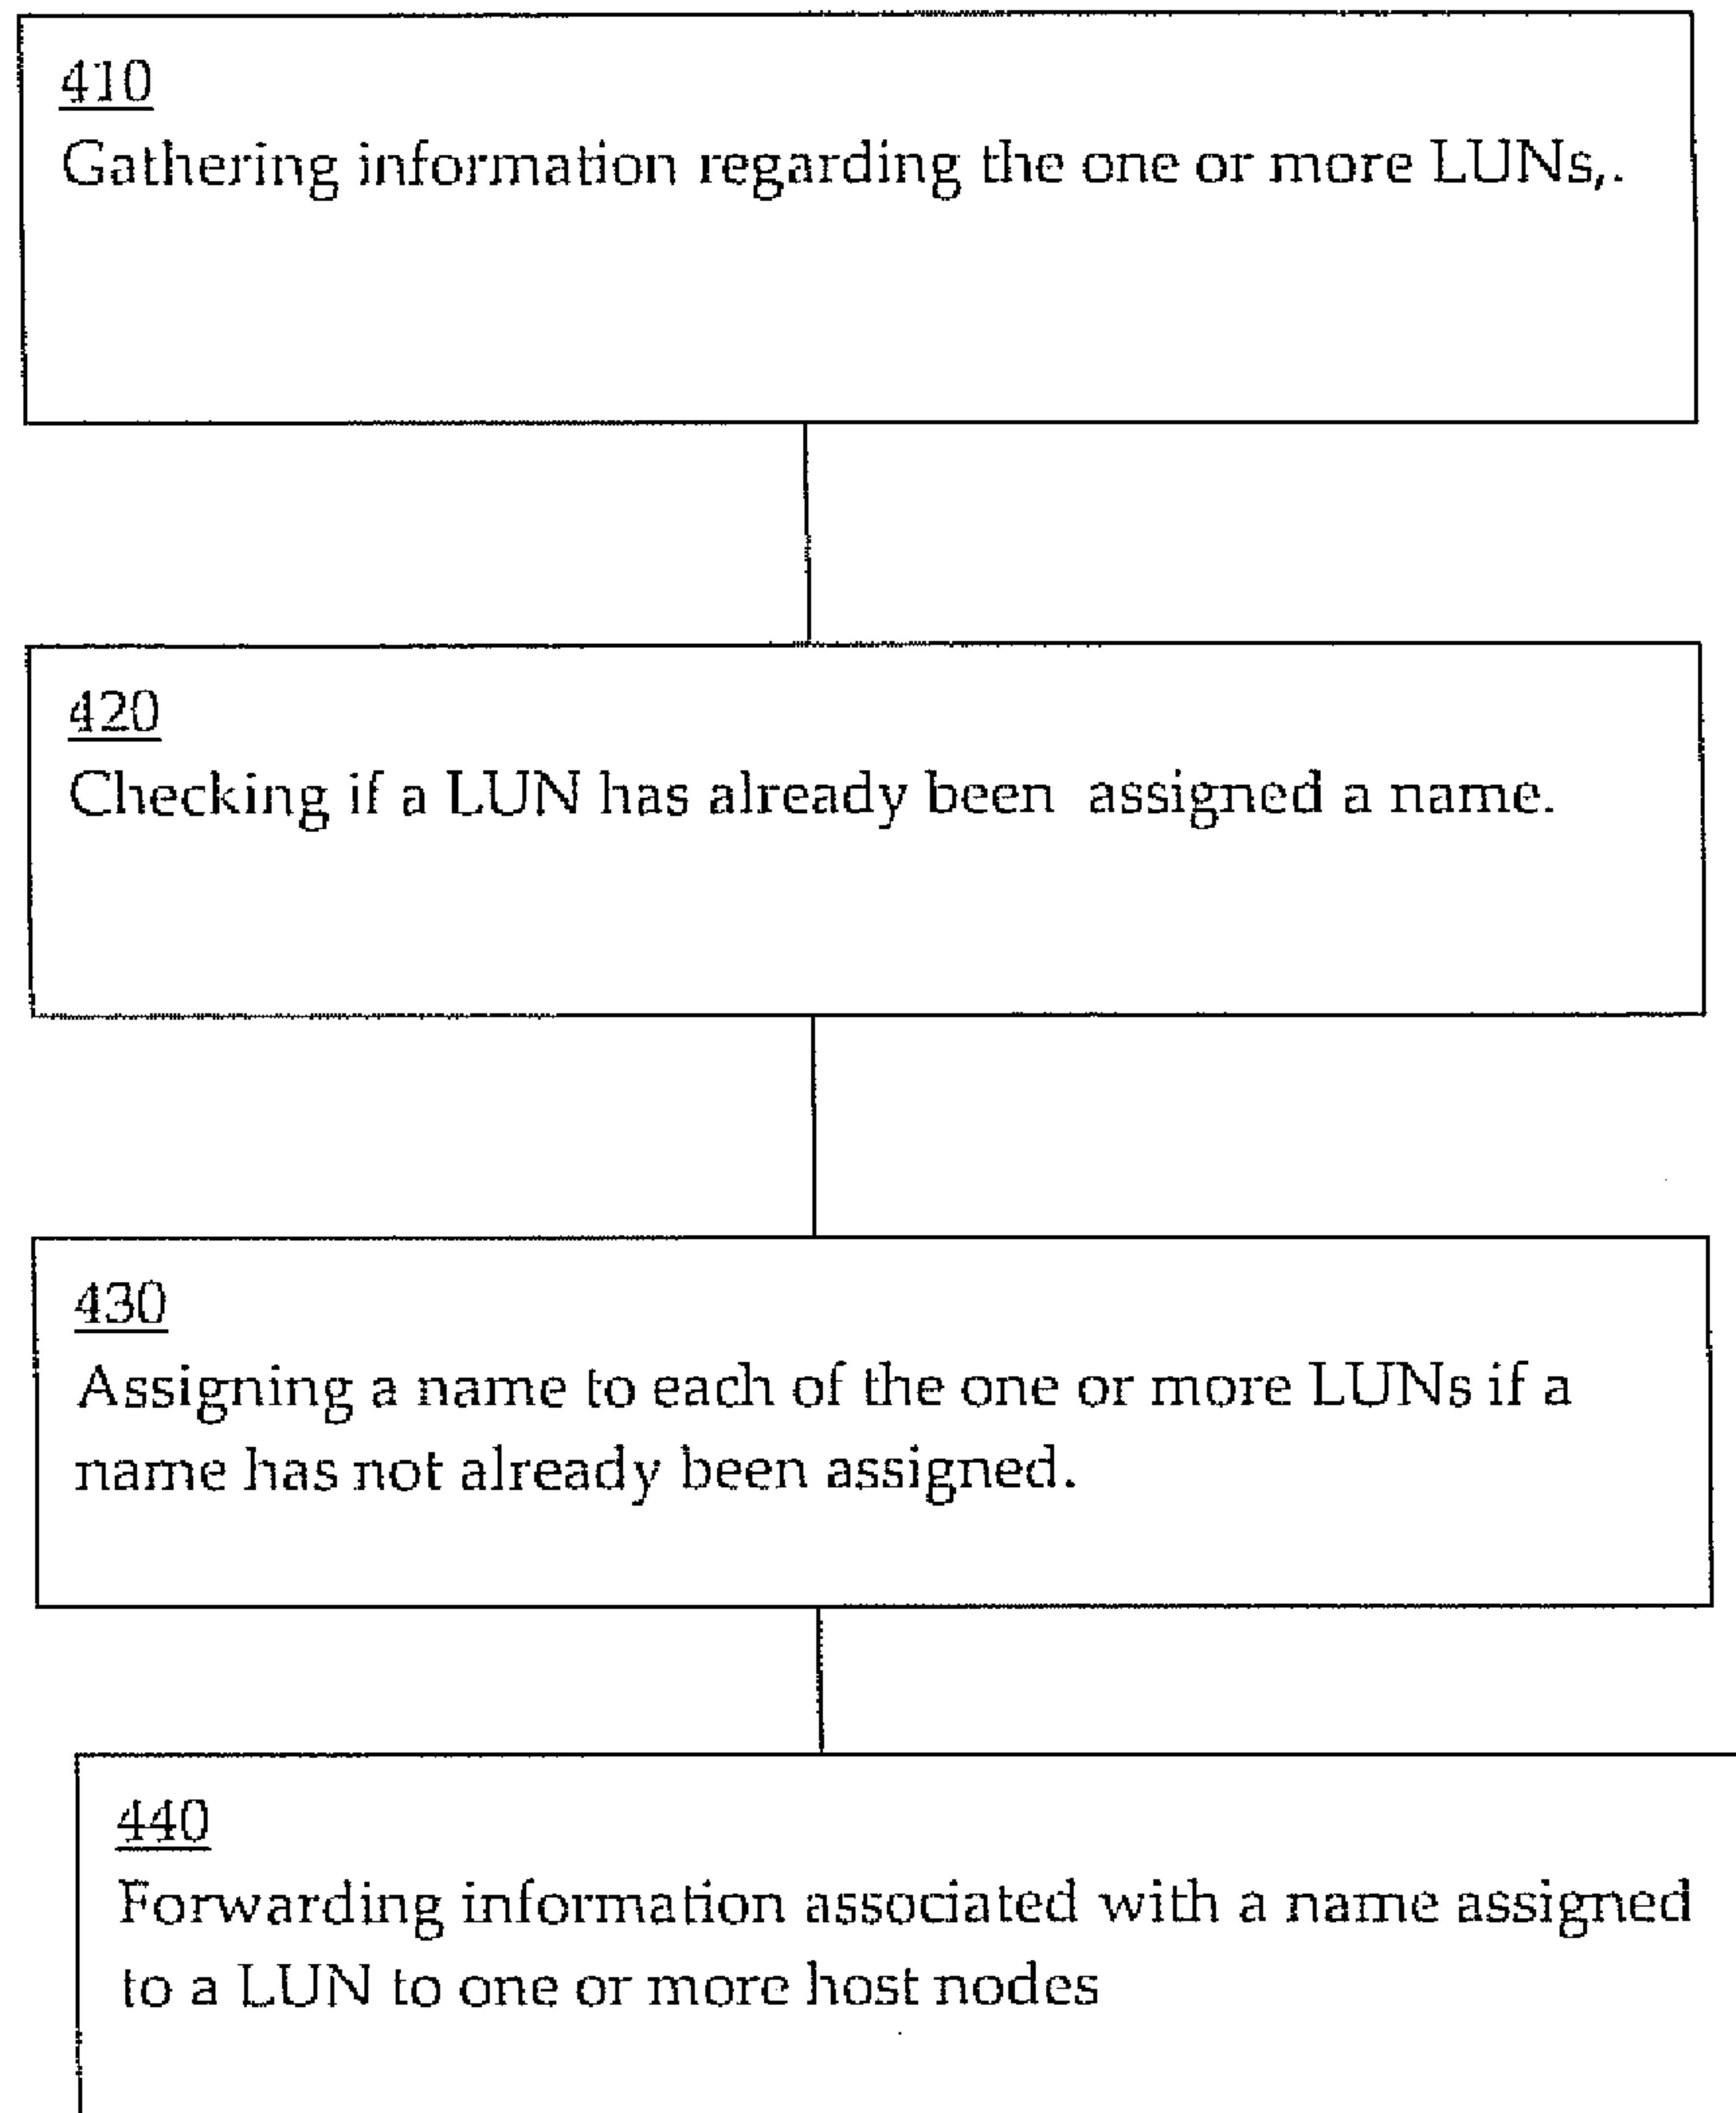 410
Gathering information regarding the one or more LUNs,.
420
Checking if a LUN has already been assigned a name.
430
Assigning a name to each of the one or more LUNs if a
name has not already been assigned.
440
Forwarding information associated with a name assigned
to a LUN to one or more host nodes